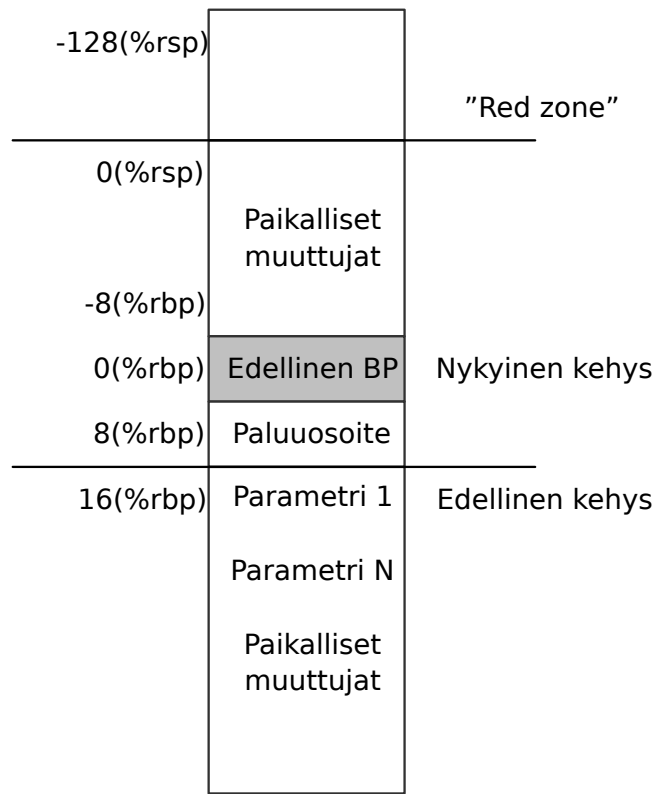 -128(%rsp)
”Red zone”
0(%rsp)
Paikalliset
muuttujat
-8(%rbp)
0(%rbp) Edellinen BP Nykyinen kehys
8(%rbp) Paluuosoite
16(%rbp) Parametri 1 Edellinen kehys
Parametri N
Paikalliset
muuttujat